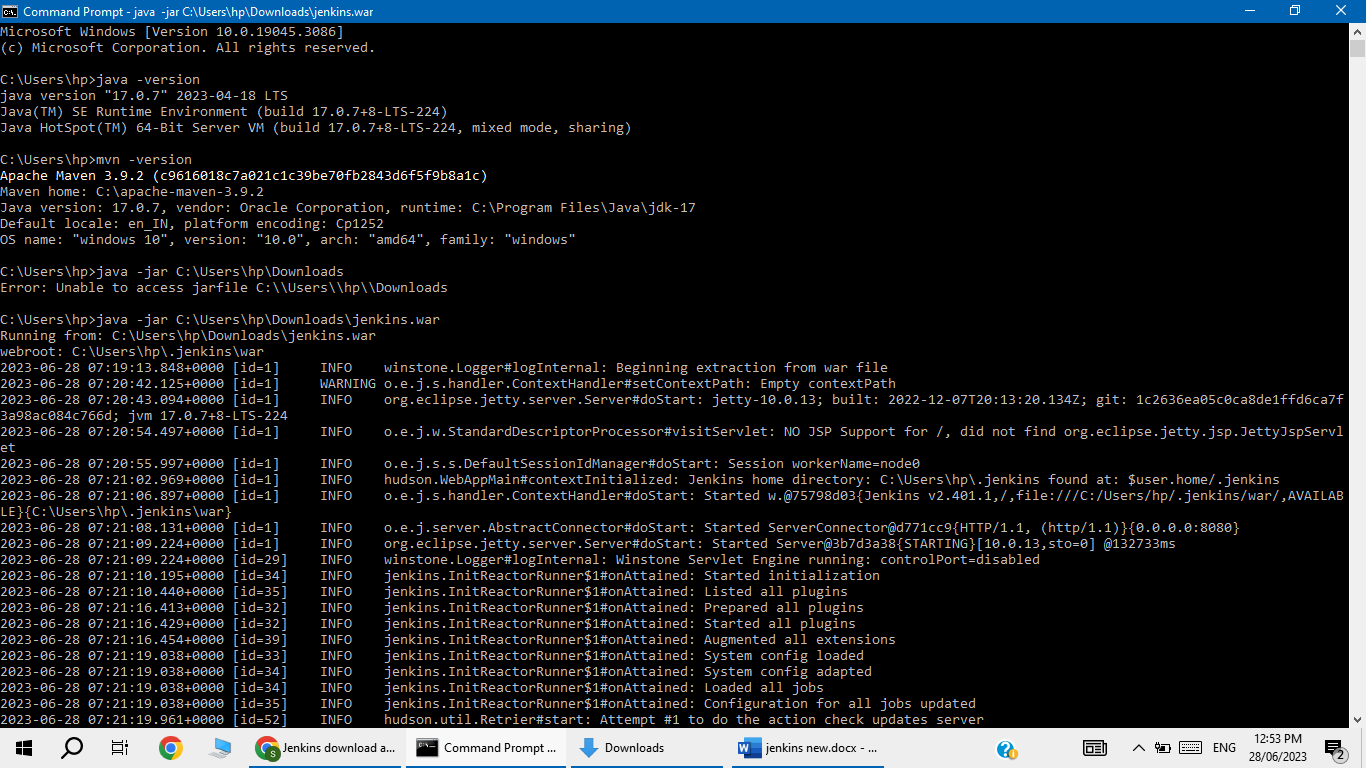 Command Prompt - java -jar C:\Users\hp\Downloads\jenkins.war
Microsoft Windows [Version 10.0.19045.3086]
(c) Microsoft Corporation. All rights reserved.
C:\Users\hp>java -version
java version "17.0.7" 2023-04-18 LTS
Java(TM) SE Runtime Environment (build 17.0.7+8-LTS-224)
Java HotSpot(TM) 64-Bit Server VM (build 17.0.7+8-LTS-224, mixed mode, sharing)
C:\Users\hp>mvn -version
Apache Maven 3.9.2 (c9616018c7a021c1c39be70fb2843d6f5f9b8a1c)
Maven home: C:\apache-maven-3.9.2
Java version: 17.0.7, vendor: Oracle Corporation, runtime: C:\Program Files\Java\jdk-17
Default locale: en_IN, platform encoding: Cp1252
OS name: "windows 10", version: "10.0", arch: "amd64", family: "windows"
C:\Users\hp>java -jar C:\Users\hp\Downloads
Error: Unable to access jarfile C:\\Users\\hp\\Downloads
C:\Users\hp>java -jar C:\Users\hp\Downloads\jenkins.war
Running from: C:\Users\hp\Downloads\jenkins.war
webroot: C:\Users\hp\.jenkins\war
2023-06-28 07:19:13.848+0000 [id=1] INFO winstone.Logger#logInternal: Beginning extraction from war file
2023-06-28 07:20:42.125+0000 [id=1] WARNING o.e.j.s.handler.ContextHandler#setContextPath: Empty contextPath
2023-06-28 07:20:43.094+0000 [id=1] INFO org.eclipse.jetty.server.Server#doStart: jetty-10.0.13; built: 2022-12-07T20:13:20.134Z; git: 1c2636ea05c0ca8de1ffd6ca7f
3a98ac084c766d; jvm 17.0.7+8-LTS-224
2023-06-28 07:20:54.497+0000 [id=1] INFO o.e.j.w.StandardDescriptorProcessor#visitServlet: NO JSP Support for /, did not find org.eclipse.jetty.jsp.JettyJspServl
et
2023-06-28 07:20:55.997+0000 [id=1] INFO o.e.j.s.s.DefaultSessionIdManager#doStart: Session workerName=node0
2023-06-28 07:21:02.969+0000 [id=1] INFO hudson.WebAppMain#contextInitialized: Jenkins home directory: C:\Users\hp\.jenkins found at: $user.home/.jenkins
2023-06-28 07:21:06.897+0000 [id=1] INFO o.e.j.s.handler.ContextHandler#doStart: Started w.@75798d03{Jenkins v2.401.1,/,file:///C:/Users/hp/.jenkins/war/,AVAILAB
LE}{C:\Users\hp\.jenkins\war}
2023-06-28 07:21:08.131+0000 [id=1] INFO o.e.j.server.AbstractConnector#doStart: Started ServerConnector@d771cc9{HTTP/1.1, (http/1.1)}{0.0.0.0:8080}
2023-06-28 07:21:09.224+0000 [id=1] INFO org.eclipse.jetty.server.Server#doStart: Started Server@3b7d3a38{STARTING}[10.0.13,sto=0] @132733ms
2023-06-28 07:21:09.224+0000 [id=29] INFO winstone.Logger#logInternal: Winstone Servlet Engine running: controlPort=disabled
2023-06-28 07:21:10.195+0000 [id=34] INFO jenkins.InitReactorRunner$1#onAttained: Started initialization
2023-06-28 07:21:10.440+0000 [id=35] INFO jenkins.InitReactorRunner$1#onAttained: Listed all plugins
2023-06-28 07:21:16.413+0000 [id=32] INFO jenkins.InitReactorRunner$1#onAttained: Prepared all plugins
2023-06-28 07:21:16.429+0000 [id=32] INFO jenkins.InitReactorRunner$1#onAttained: Started all plugins
2023-06-28 07:21:16.454+0000 [id=39] INFO jenkins.InitReactorRunner$1#onAttained: Augmented all extensions
2023-06-28 07:21:19.038+0000 [id=33] INFO jenkins.InitReactorRunner$1#onAttained: System config loaded
2023-06-28 07:21:19.038+0000 [id=34] INFO jenkins.InitReactorRunner$1#onAttained: System config adapted
2023-06-28 07:21:19.038+0000 [id=34] INFO jenkins.InitReactorRunner$1#onAttained: Loaded all jobs
2023-06-28 07:21:19.038+0000 [id=35] INFO jenkins.InitReactorRunner$1#onAttained: Configuration for all jobs updated
2023-06-28 07:21:19.961+0000 [id=52] INFO hudson.util.Retrier#start: Attempt #1 to do the action check updates server
Jenkins download a...
Command Prompt ...
Downloads
jenkins new.docx - ...
ENG
12:53 PM
28/06/2023
2